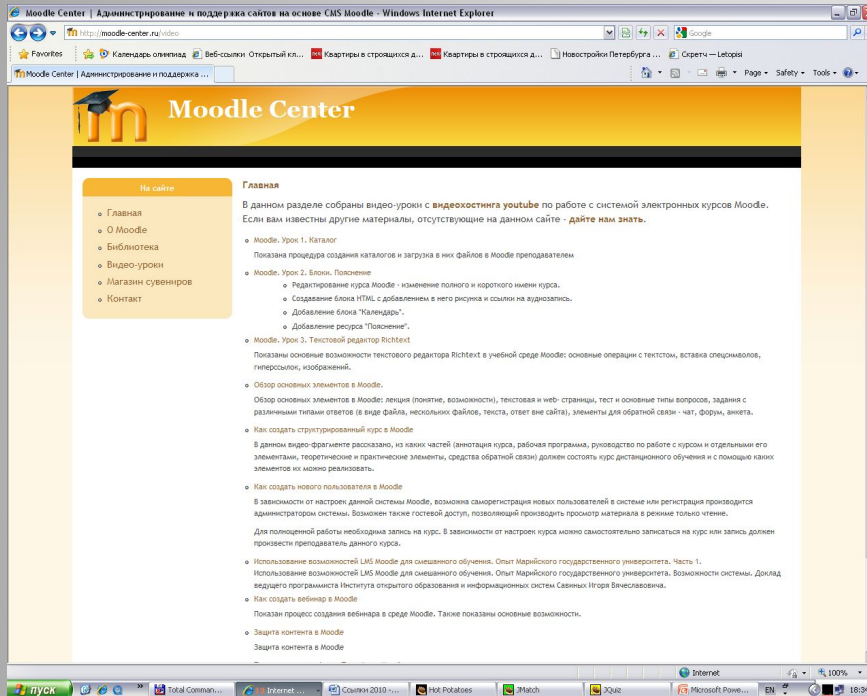 Moodle Center | Администрирование и поддержка сайтов на основе CMS Moodle - Windows Internet Explorer
http://moodle-center.ru/video
Google
Favorites Календарь олимпиад Веб-ссылки Открытый кл... Квартиры в строящихся д... Квартиры в строящихся д... Новостройки Петербурга ... Скретч — Letopisi
Moodle Center | Администрирование и поддержка ...
Page Safety Tools
Moodle Center
На сайте
Главная
О Moodle
Библиотека
Видео-уроки
Магазин сувениров
Контакт
Главная
В данном разделе собраны видео-уроки с видеохостинга youtube по работе с системой электронных курсов Moodle.
Если вам известны другие материалы, отсутствующие на данном сайте - дайте нам знать.
Moodle. Урок 1. Каталог
Показана процедура создания каталогов и загрузка в них файлов в Moodle преподавателем
Moodle. Урок 2. Блоки. Пояснение
Редактирование курса Moodle - изменение полного и короткого имени курса.
Создавание блока HTML с добавлением в него рисунка и ссылки на аудиозапись.
Добавление блока "Календарь".
Добавление ресурса "Пояснение".
Moodle. Урок 3. Текстовой редактор Richtext
Показаны основные возможности текстового редактора Richtext в учебной среде Moodle: основные операции с тектстом, вставка спецсимволов,
гиперссылок, изображений.
Обзор основных элементов в Moodle.
Обзор основных элементов в Moodle: лекция (понятие, возможности), текстовая и web- страницы, тест и основные типы вопросов, задания с
различными типами ответов (в виде файла, нескольких файлов, текста, ответ вне сайта), элементы для обратной связи - чат, форум, анкета.
Как создать структурированный курс в Moodle
В данном видео-фрагменте рассказано, из каких частей (аннотация курса, рабочая программа, руководство по работе с курсом и отдельными его
элементами, теоретические и практические элементы, средства обратной связи) должен состоять курс дистанционного обучения и с помощью каких
элементов их можно реализовать.
Как создать нового пользователя в Moodle
В зависимости от настроек данной системы Moodle, возможна саморегистрация новых пользователей в системе или регистрация производится
администратором системы. Возможен также гостевой доступ, позволяющий производить просмотр материала в режиме только чтение.
Для полноценной работы необходима запись на курс. В зависимости от настроек курса можно самостоятельно записаться на курс или запись должен
произвести преподаватель данного курса.
Использование возможностей LMS Moodle для смешанного обучения. Опыт Марийского государственного университета. Часть 1.
Использование возможностей LMS Moodle для смешанного обучения. Опыт Марийского государственного университета. Возможности системы. Доклад
ведущего программиста Института открытого образования и информационных систем Савиных Игоря Вячеславовича.
Как создать вебинар в Moodle
Показан процесс создания вебинара в среде Moodle. Также показаны основные возможности.
Защита контента в Moodle
Защита контента в Moodle
Internet 100%
пуск Total Comman... Internet ... Ссылки 2010 -... Hot Potatoes JMatch JQuiz Microsoft Powe... EN